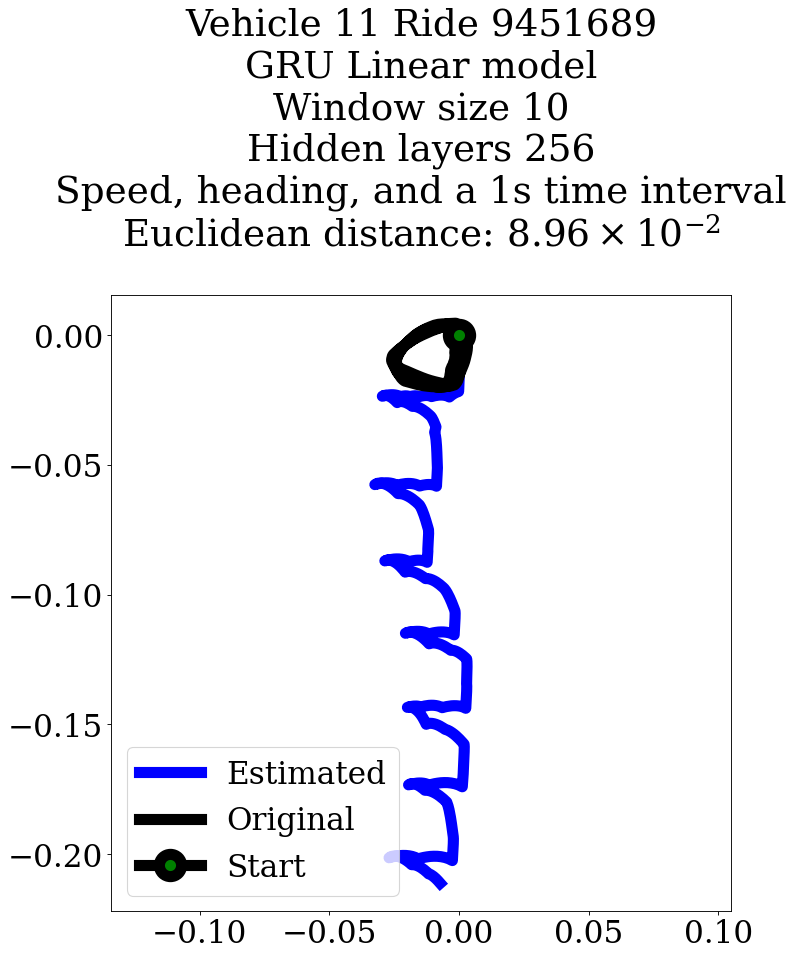 Vehicle 11 Ride 9451689
GRU Linear model
Window size 10
Hidden layers 256
Speed, heading, and a 1s time interval
Euclidean distance: 8.96 × 10⁻²
0.00
−0.05
−0.10
−0.15
−0.20
Estimated
Original
Start
−0.10 −0.05 0.00 0.05 0.10